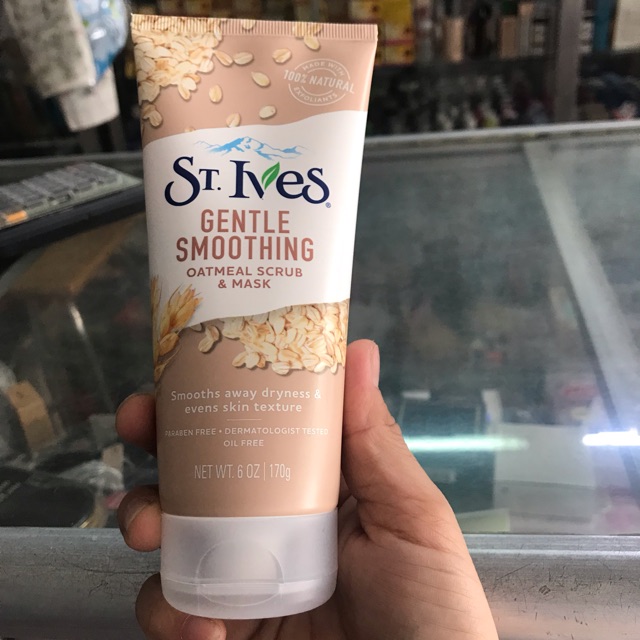 MADE WITH
100% NATURAL
EXFOLIANTS
ST. Ives®
GENTLE
SMOOTHING
OATMEAL SCRUB
& MASK
Smooths away dryness &
evens skin texture
PARABEN FREE • DERMATOLOGIST TESTED
OIL FREE
NET WT. 6 OZ | 170g